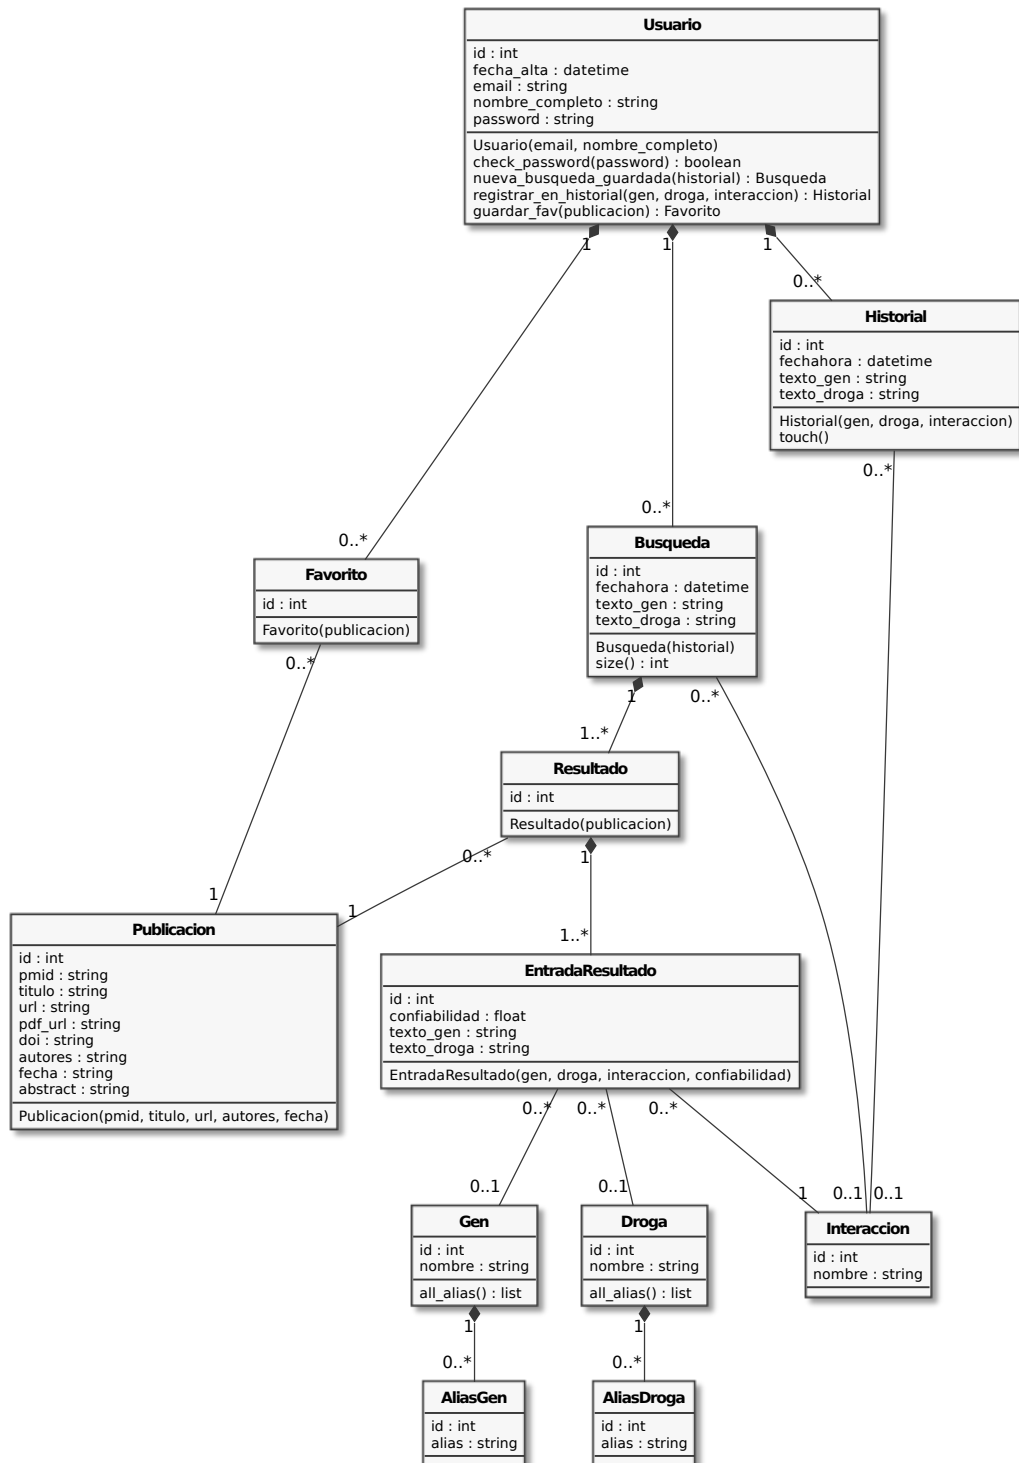 Usuario
id : int
fecha_alta : datetime
email : string
nombre_completo : string
password : string
Usuario(email, nombre_completo)
check_password(password) : boolean
nueva_busqueda_guardada(historial) : Busqueda
registrar_en_historial(gen, droga, interaccion) : Historial
guardar_fav(publicacion) : Favorito
1
1
1
0..*
Historial
id : int
fechahora : datetime
texto_gen : string
texto_droga : string
Historial(gen, droga, interaccion)
touch()
0..*
0..*
0..*
Busqueda
id : int
fechahora : datetime
texto_gen : string
texto_droga : string
Busqueda(historial)
size() : int
Favorito
id : int
Favorito(publicacion)
0..*
1
0..*
1..*
Resultado
id : int
Resultado(publicacion)
0..*
1
1
1
1..*
Publicacion
id : int
pmid : string
titulo : string
url : string
pdf_url : string
doi : string
autores : string
fecha : string
abstract : string
Publicacion(pmid, titulo, url, autores, fecha)
EntradaResultado
id : int
confiabilidad : float
texto_gen : string
texto_droga : string
EntradaResultado(gen, droga, interaccion, confiabilidad)
0..*
0..*
0..*
0..1
0..1
1
0..1
0..1
Gen
id : int
nombre : string
all_alias() : list
Droga
id : int
nombre : string
all_alias() : list
Interaccion
id : int
nombre : string
1
1
0..*
0..*
AliasGen
id : int
alias : string
AliasDroga
id : int
alias : string